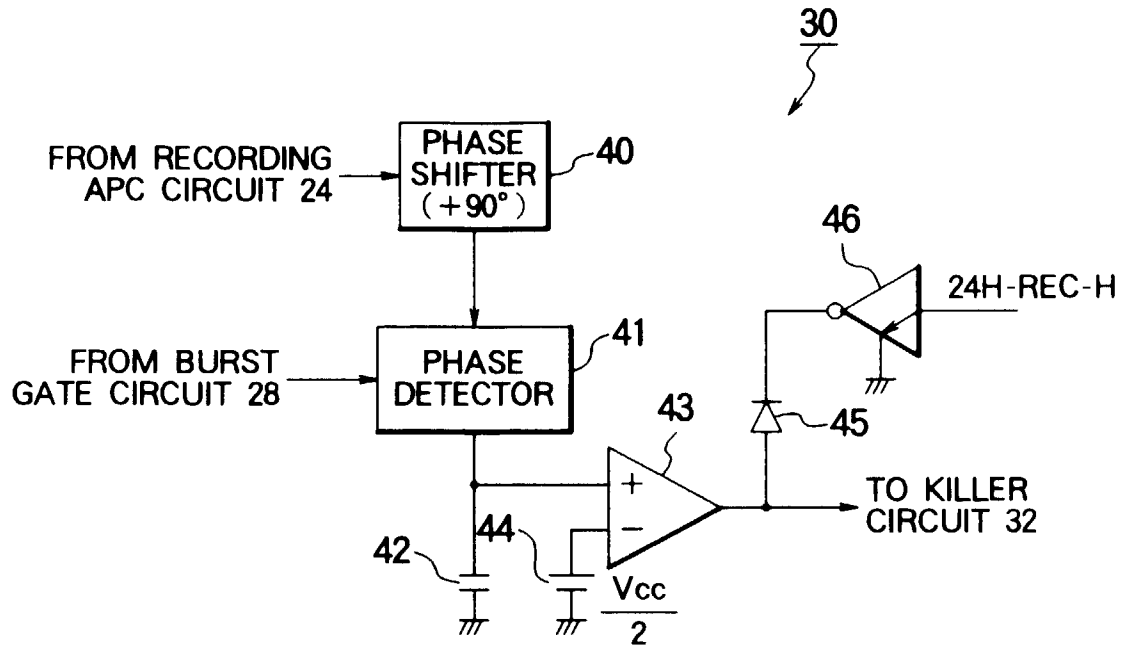 30
FROM RECORDING
APC CIRCUIT 24
PHASE
SHIFTER
(+90°)
40
46
24H-REC-H
FROM BURST
GATE CIRCUIT 28
PHASE
DETECTOR
41
43
45
+
−
TO KILLER
CIRCUIT 32
42
44
Vcc
2